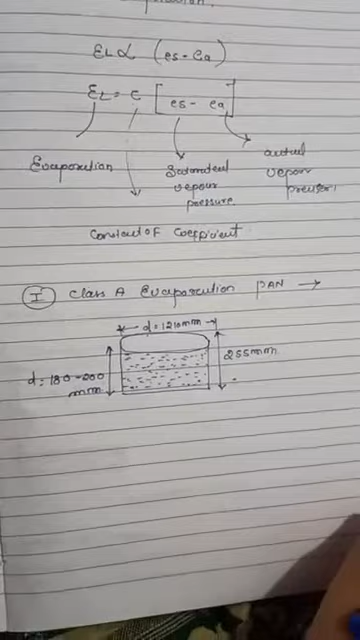 EL α (es - ea)
EL = C [es - ea]
Evaporation
Saturated vapour pressure
actual vapour
Constant OF Coefficient
I Class A Evaporation PAN →
d = 1210mm
255mm
d = 180-200 mm